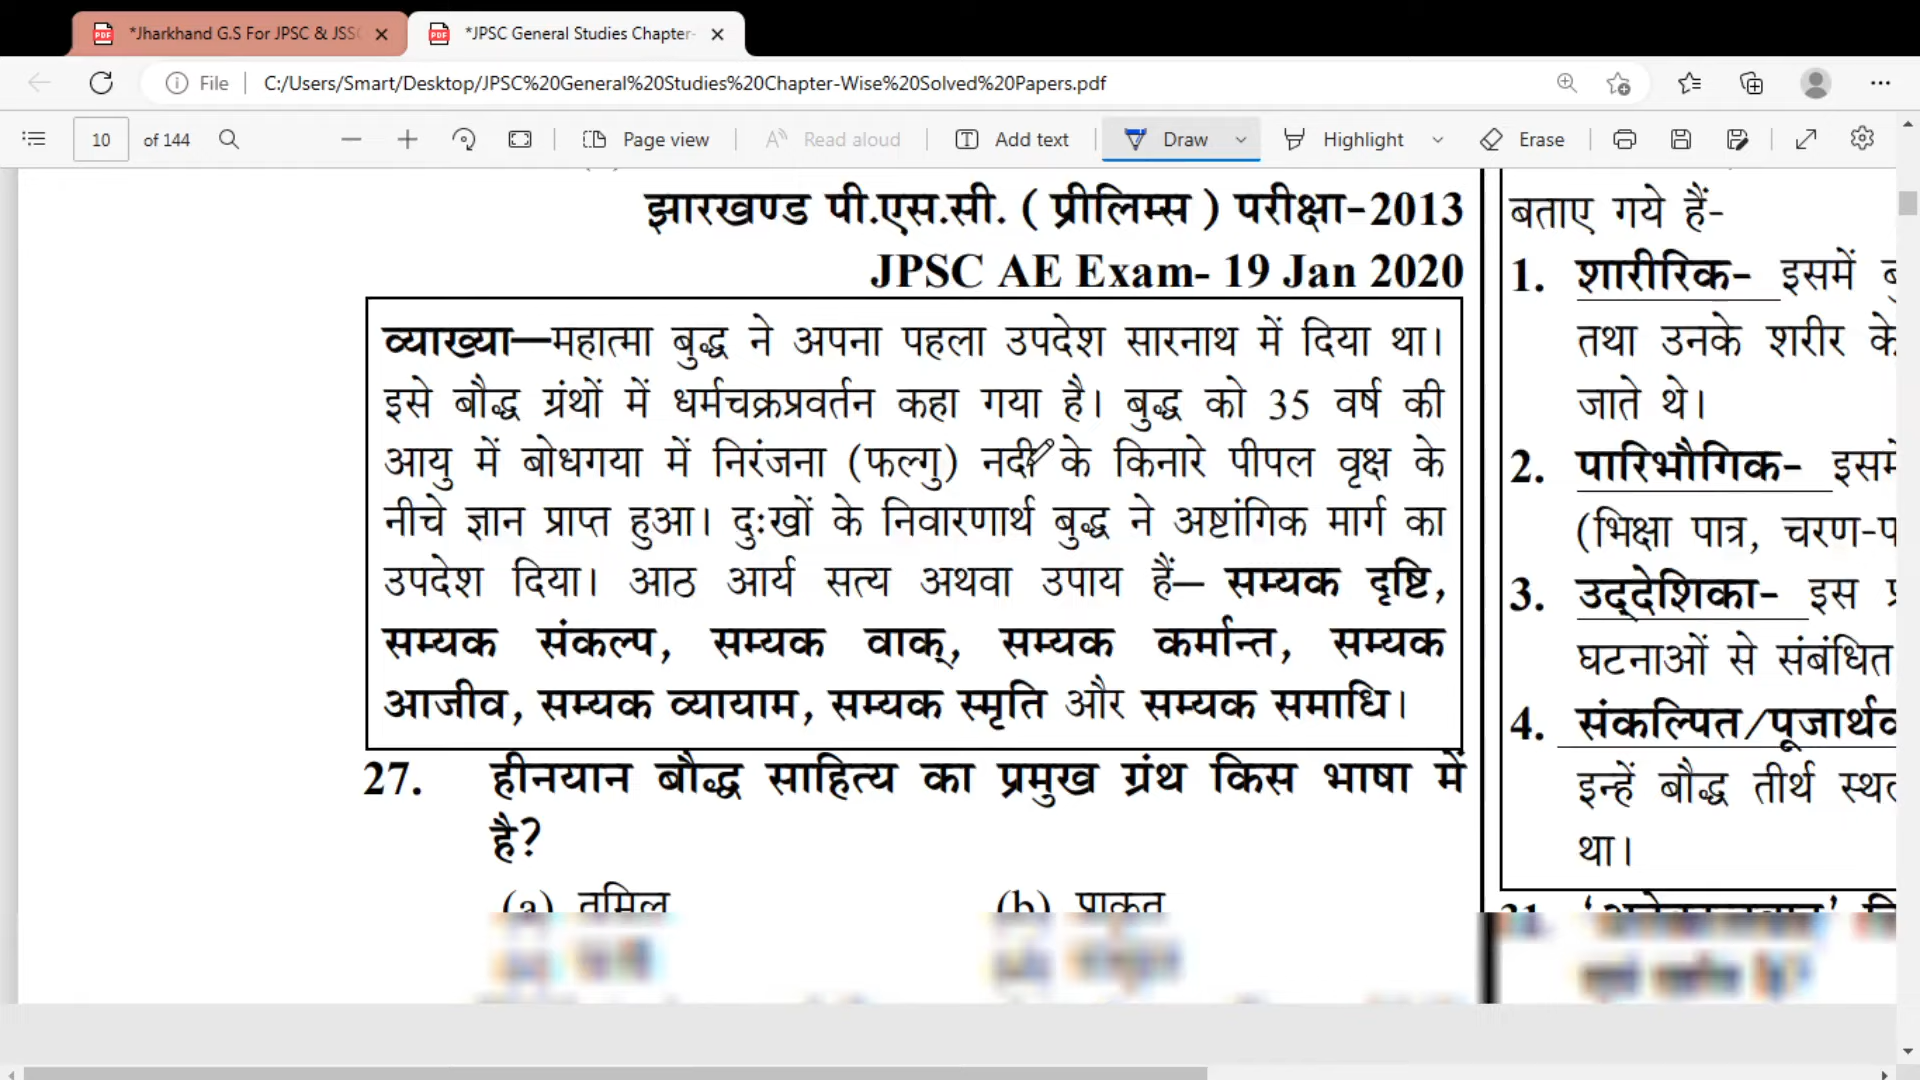 *Jharkhand G.S For JPSC & JSSC
*JPSC General Studies Chapter-
File
C:/Users/Smart/Desktop/JPSC%20General%20Studies%20Chapter-Wise%20Solved%20Papers.pdf
10 of 144
Page view
Read aloud
Add text
Draw
Highlight
Erase
झारखण्ड पी.एस.सी. (प्रीलिम्स) परीक्षा-2013
JPSC AE Exam- 19 Jan 2020
व्याख्या—महात्मा बुद्ध ने अपना पहला उपदेश सारनाथ में दिया था।
इसे बौद्ध ग्रंथों में धर्मचक्रप्रवर्तन कहा गया है। बुद्ध को 35 वर्ष की
आयु में बोधगया में निरंजना (फल्गु) नदी के किनारे पीपल वृक्ष के
नीचे ज्ञान प्राप्त हुआ। दुःखों के निवारणार्थ बुद्ध ने अष्टांगिक मार्ग का
उपदेश दिया। आठ आर्य सत्य अथवा उपाय हैं— सम्यक दृष्टि,
सम्यक संकल्प, सम्यक वाक्, सम्यक कर्मान्त, सम्यक
आजीव, सम्यक व्यायाम, सम्यक स्मृति और सम्यक समाधि।
27. हीनयान बौद्ध साहित्य का प्रमुख ग्रंथ किस भाषा में
है?
(a) तमिल (b) प्राकृत
बताए गये हैं-
1. शारीरिक- इसमें
तथा उनके शरीर के
जाते थे।
2. पारिभौगिक- इसमें
(भिक्षा पात्र, चरण-प
3. उद्देशिका- इस
घटनाओं से संबंधित
4. संकल्पित/पूजार्थक
इन्हें बौद्ध तीर्थ
था।